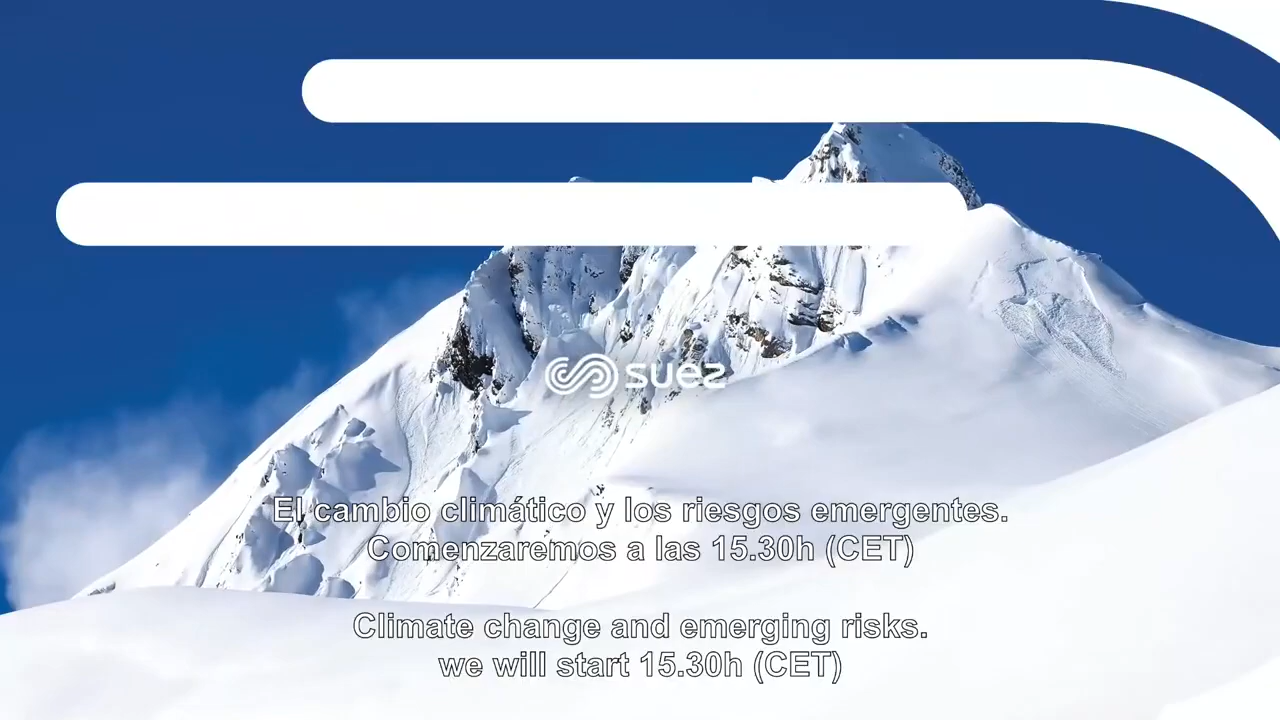 suez
El cambio climático y los riesgos emergentes.
Comenzaremos a las 15.30h (CET)
Climate change and emerging risks.
we will start 15.30h (CET)